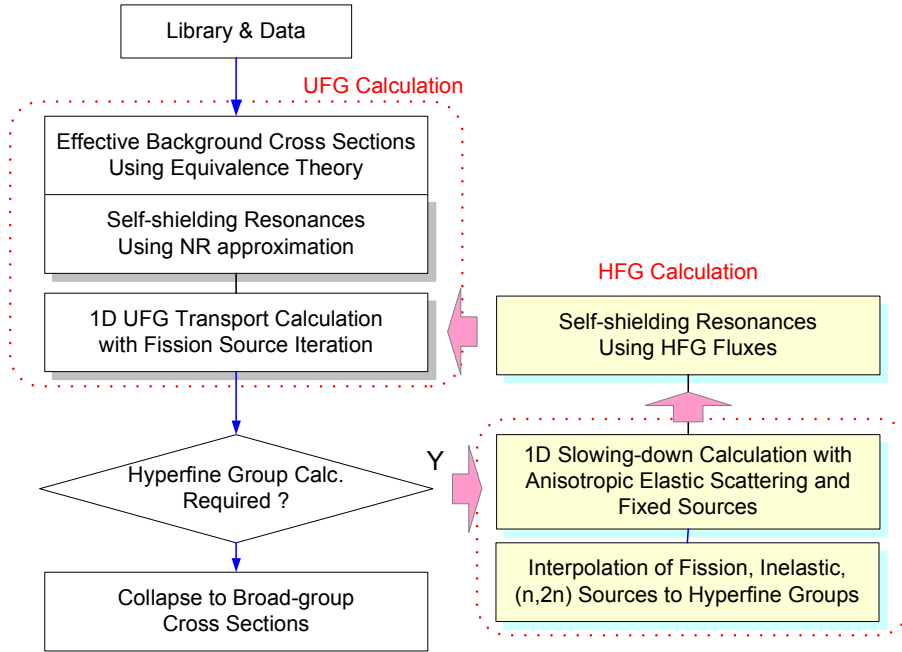 Library & Data
UFG Calculation
Effective Background Cross Sections
Using Equivalence Theory
Self-shielding Resonances
Using NR approximation
1D UFG Transport Calculation
with Fission Source Iteration
HFG Calculation
Self-shielding Resonances
Using HFG Fluxes
Hyperfine Group Calc.
Required ?
Y
1D Slowing-down Calculation with
Anisotropic Elastic Scattering and
Fixed Sources
Interpolation of Fission, Inelastic,
(n,2n) Sources to Hyperfine Groups
Collapse to Broad-group
Cross Sections